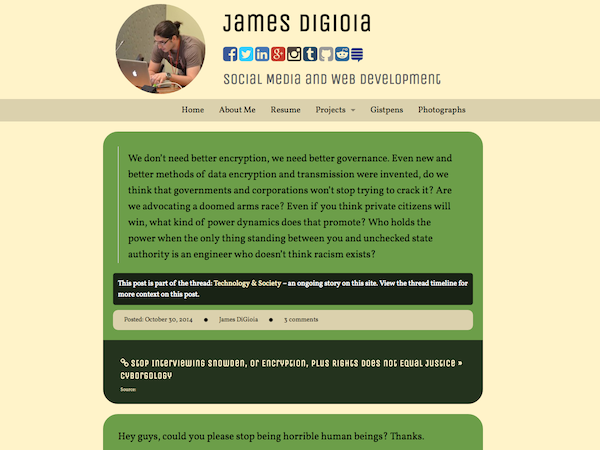 James DiGioia
Social Media and Web Development
Home About Me Resume Projects Gistpens Photographs
We don't need better encryption, we need better governance. Even new and
better methods of data encryption and transmission were invented, do we
think that governments and corporations won't stop trying to crack it? Are
we advocating a doomed arms race? Even if you think private citizens will
win, what kind of power dynamics does that promote? Who holds the
power when the only thing standing between you and unchecked state
authority is an engineer who doesn't think racism exists?
This post is part of the thread: Technology & Society – an ongoing story on this site. View the thread timeline for
more context on this post.
Posted: October 30, 2014 • James DiGioia • 3 comments
Stop Interviewing Snowden, or Encryption, Plus Rights Does Not Equal Justice »
Cyborgology
Source:
Hey guys, could you please stop being horrible human beings? Thanks.